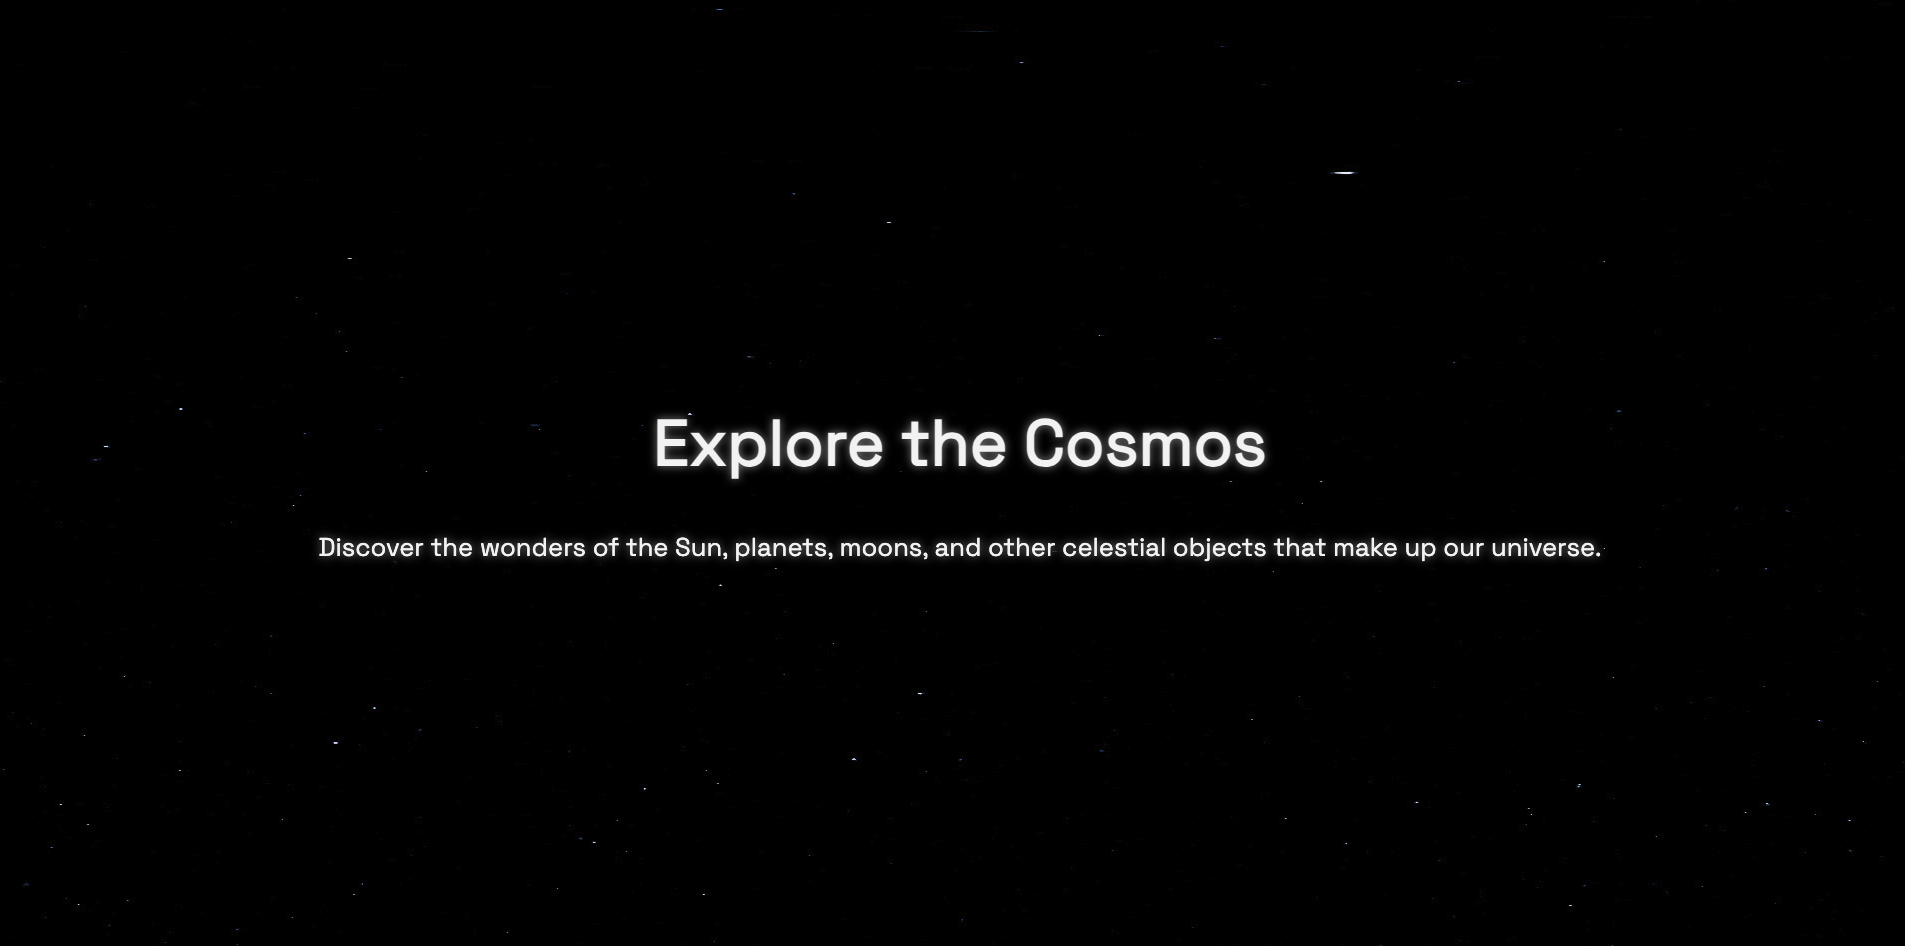 Explore the Cosmos
Discover the wonders of the Sun, planets, moons, and other celestial objects that make up our universe.